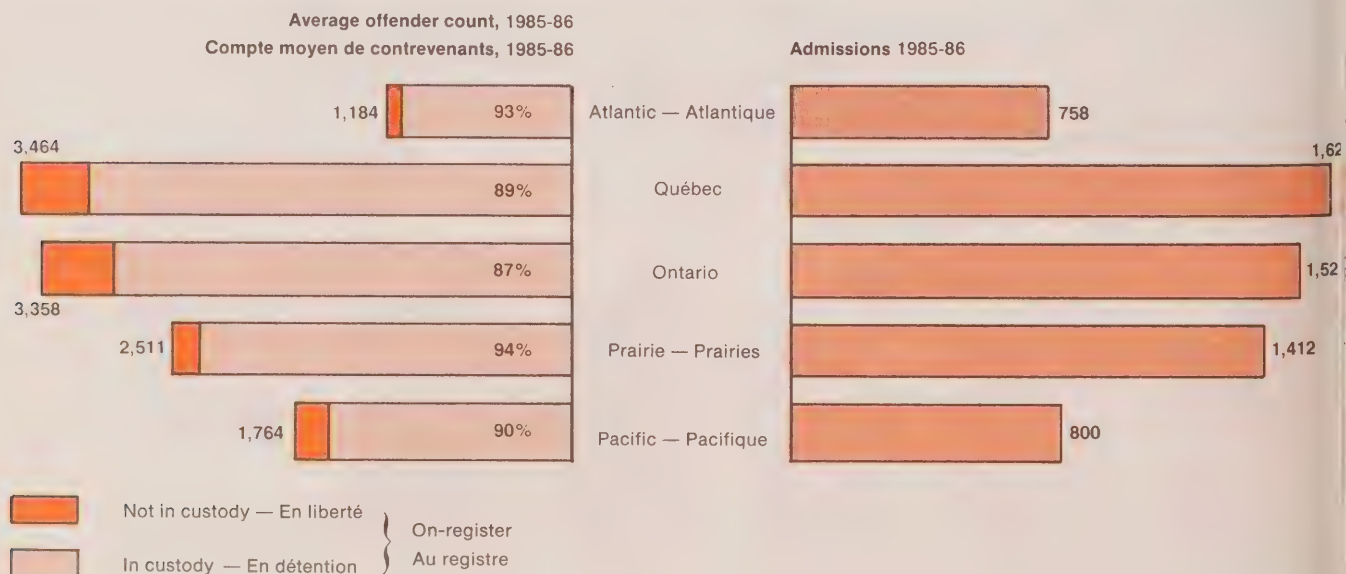 Average offender count, 1985-86
Compte moyen de contrevenants, 1985-86
Admissions 1985-86
1,184
93%
Atlantic — Atlantique
758
3,464
89%
Québec
87%
Ontario
3,358
2,511
94%
Prairie — Prairies
1,412
1,764
90%
Pacific — Pacifique
800
Not in custody — En liberté
In custody — En détention
On-register
Au registre